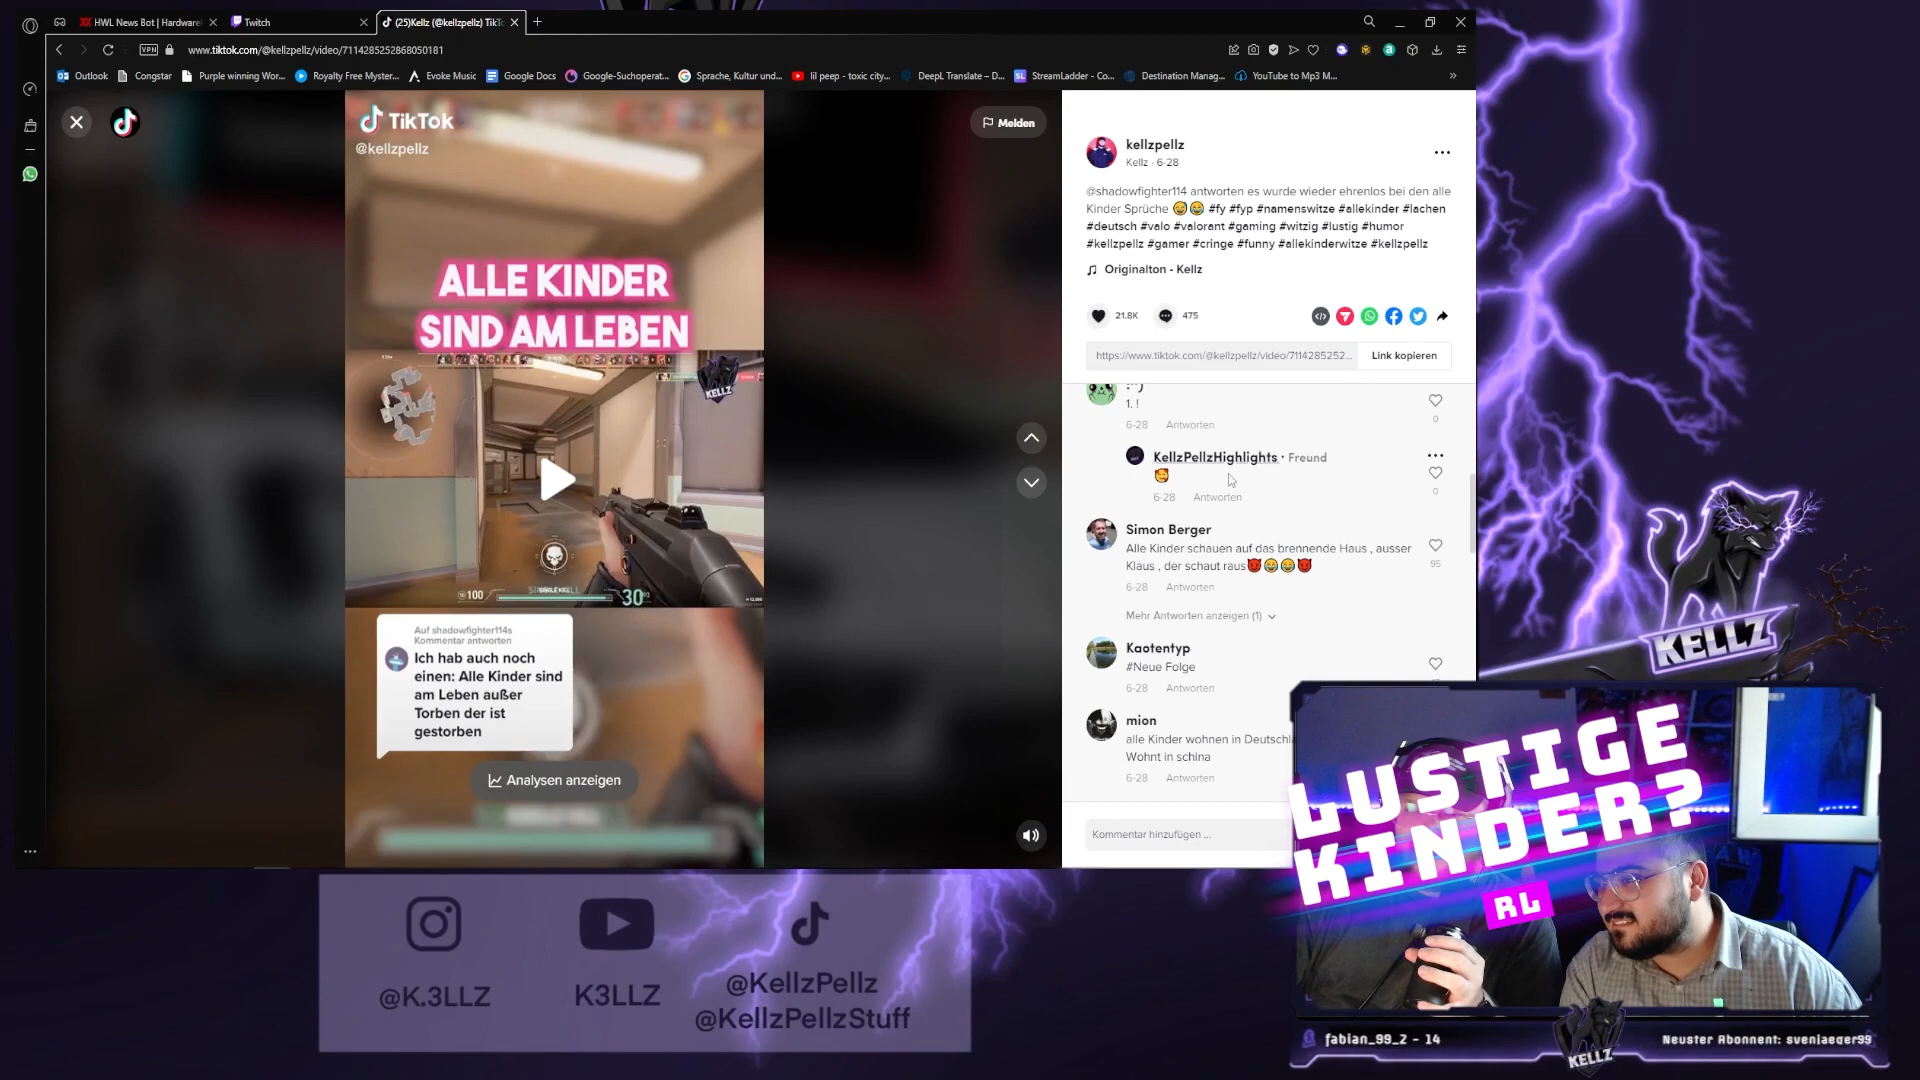 HWL News Bot | Hardware
Twitch
(25)Kellz (@kellzpellz) TikTo
VPN
www.tiktok.com/@kellzpellz/video/7114285252868050181
Outlook
Congstar
Purple winning Wor...
Royalty Free Myster...
Evoke Music
Google Docs
Google-Suchoperat...
Sprache, Kultur und...
lil peep - toxic city...
DeepL Translate – D...
StreamLadder - Co...
Destination Manag...
YouTube to Mp3 M...
TikTok
@kellzpellz
Melden
ALLE KINDER
SIND AM LEBEN
KELLZ
100
30
Auf shadowfighter114s
Kommentar antworten
Ich hab auch noch
einen: Alle Kinder sind
am Leben außer
Torben der ist
gestorben
Analysen anzeigen
kellzpellz
Kellz · 6-28
@shadowfighter114 antworten es wurde wieder ehrenlos bei den alle
Kinder Sprüche 😅😂 #fy #fyp #namenswitze #allekinder #lachen
#deutsch #valo #valorant #gaming #witzig #lustig #humor
#kellzpellz #gamer #cringe #funny #allekinderwitze #kellzpellz
Originalton - Kellz
21.8K
475
https://www.tiktok.com/@kellzpellz/video/711428525 2...
Link kopieren
1. !
6-28 Antworten
0
KellzPellzHighlights · Freund
🥰
6-28 Antworten
0
Simon Berger
Alle Kinder schauen auf das brennende Haus , ausser
Klaus , der schaut raus😈😂😂😈
95
6-28 Antworten
Mehr Antworten anzeigen (1)
Kaotentyp
#Neue Folge
6-28 Antworten
mion
alle Kinder wohnen in Deutschla
Wohnt in schina
6-28 Antworten
Kommentar hinzufügen ...
KELLZ
LUSTIGE
KINDER?
RL
@K.3LLZ
K3LLZ
@KellzPellz
@KellzPellzStuff
fabian_99_2 - 14
KELLZ
Neuster Abonnent: svenjaeger99